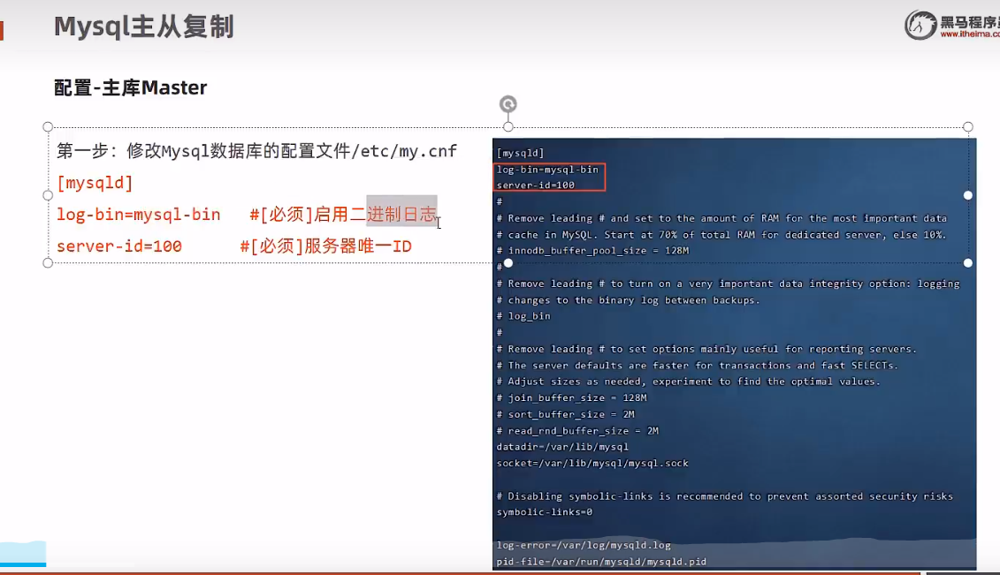 Mysql主从复制
黑马程序员
www.itheima.co
配置-主库Master
第一步：修改Mysql数据库的配置文件/etc/my.cnf
[mysqld]
log-bin=mysql-bin #[必须]启用二进制日志
server-id=100 #[必须]服务器唯一ID
[mysqld]
log-bin=mysql-bin
server-id=100
#
# Remove leading # and set to the amount of RAM for the most important data
# cache in MySQL. Start at 70% of total RAM for dedicated server, else 10%.
# innodb_buffer_pool_size = 128M
#
# Remove leading # to turn on a very important data integrity option: logging
# changes to the binary log between backups.
# log_bin
#
# Remove leading # to set options mainly useful for reporting servers.
# The server defaults are faster for transactions and fast SELECTs.
# Adjust sizes as needed, experiment to find the optimal values.
# join_buffer_size = 128M
# sort_buffer_size = 2M
# read_rnd_buffer_size = 2M
datadir=/var/lib/mysql
socket=/var/lib/mysql/mysql.sock
# Disabling symbolic-links is recommended to prevent assorted security risks
symbolic-links=0
log-error=/var/log/mysqld.log
pid-file=/var/run/mysqld/mysqld.pid